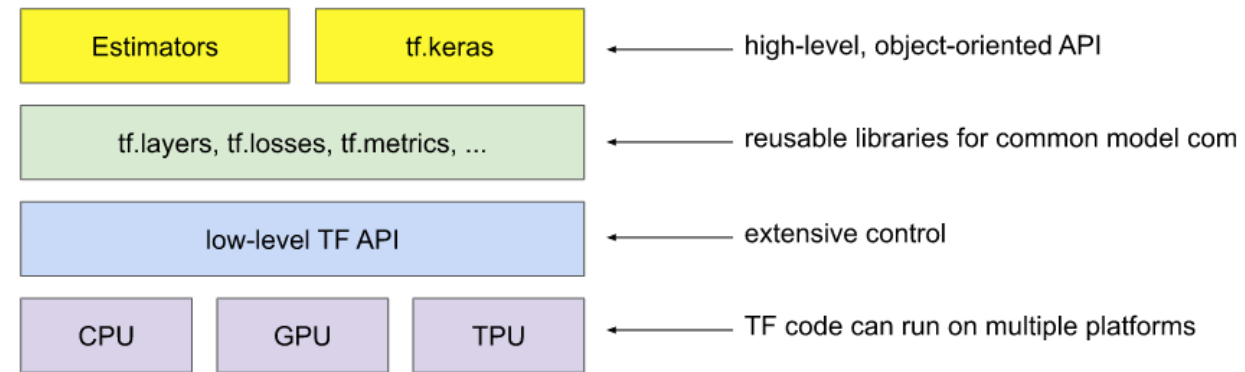 Estimators tf.keras high-level, object-oriented API
tf.layers, tf.losses, tf.metrics, ... reusable libraries for common model com
low-level TF API extensive control
CPU GPU TPU TF code can run on multiple platforms